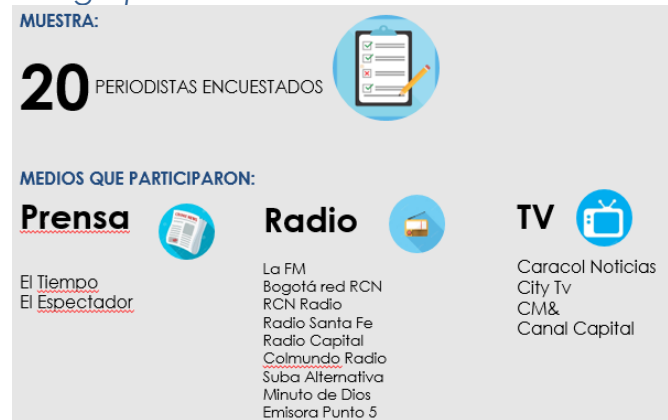 MUESTRA:
20 PERIODISTAS ENCUESTADOS
MEDIOS QUE PARTICIPARON:
Prensa
El Tiempo
El Espectador
Radio
La FM
Bogotá red RCN
RCN Radio
Radio Santa Fe
Radio Capital
Colmundo Radio
Suba Alternativa
Minuto de Dios
Emisora Punto 5
TV
Caracol Noticias
City Tv
CM&
Canal Capital